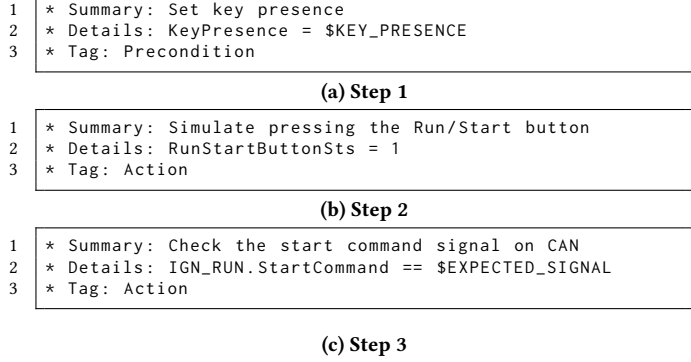 1 * Summary: Set key presence
2 * Details: KeyPresence = $KEY_PRESENCE
3 * Tag: Precondition
(a) Step 1
1 * Summary: Simulate pressing the Run/Start button
2 * Details: RunStartButtonSts = 1
3 * Tag: Action
(b) Step 2
1 * Summary: Check the start command signal on CAN
2 * Details: IGN_RUN.StartCommand == $EXPECTED_SIGNAL
3 * Tag: Action
(c) Step 3